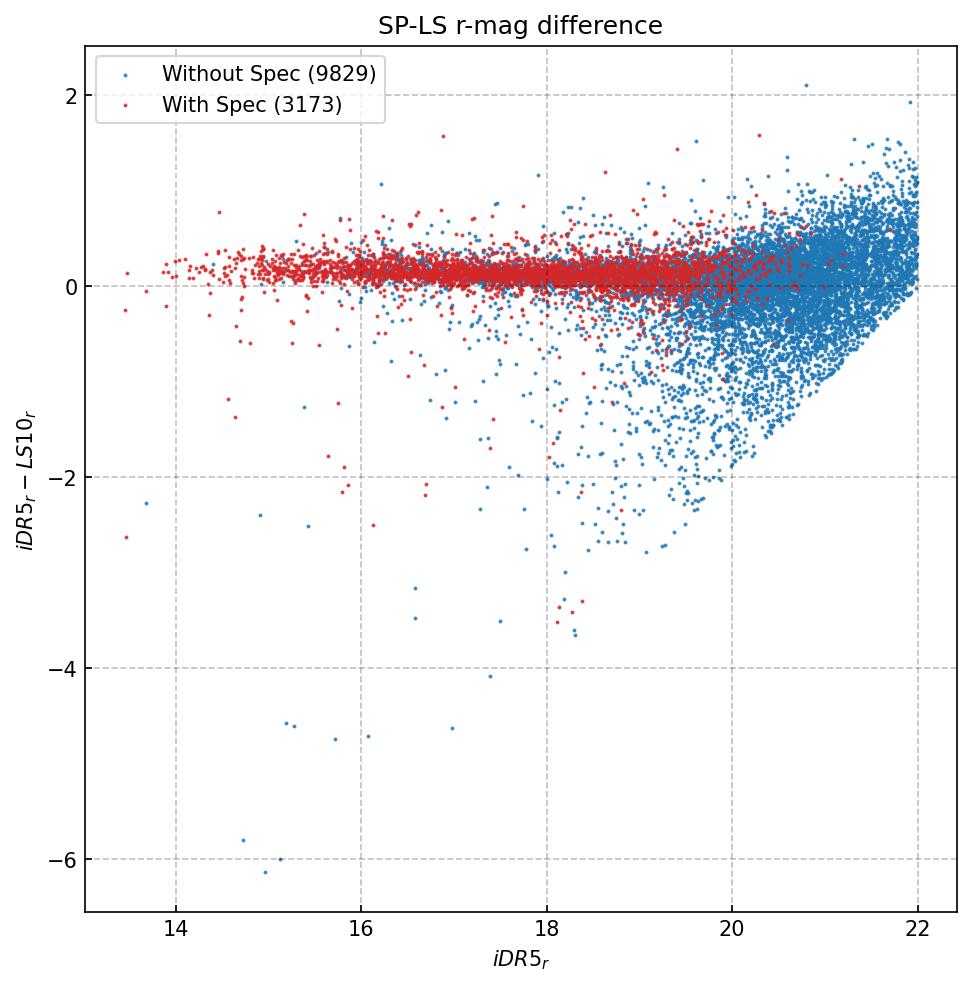 SP-LS r-mag difference
Without Spec (9829)
With Spec (3173)
2
0
−2
−4
−6
iDR5r − LS10r
14
16
18
20
22
iDR5r